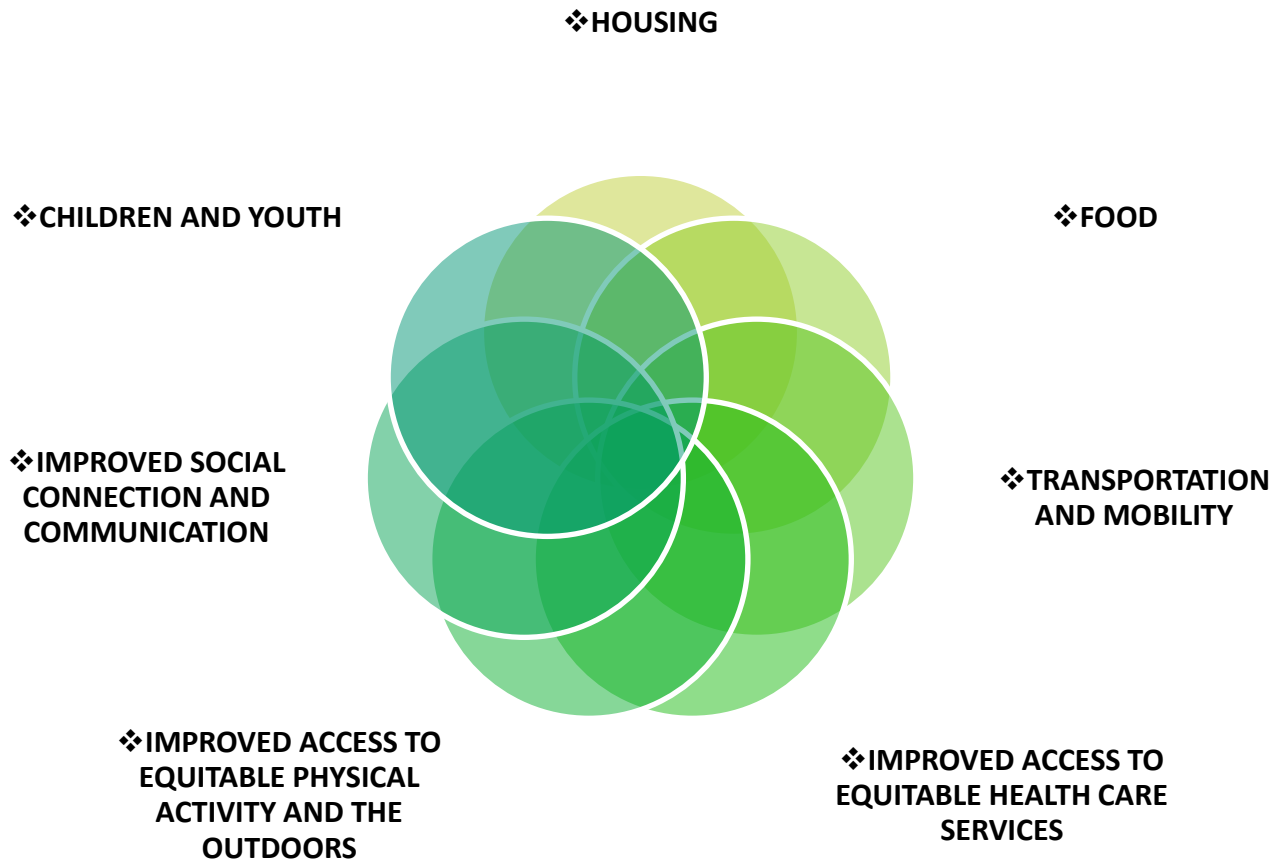 ❖HOUSING
❖CHILDREN AND YOUTH
❖FOOD
❖IMPROVED SOCIAL
CONNECTION AND
COMMUNICATION
❖TRANSPORTATION
AND MOBILITY
❖IMPROVED ACCESS TO
EQUITABLE PHYSICAL
ACTIVITY AND THE
OUTDOORS
❖IMPROVED ACCESS TO
EQUITABLE HEALTH CARE
SERVICES